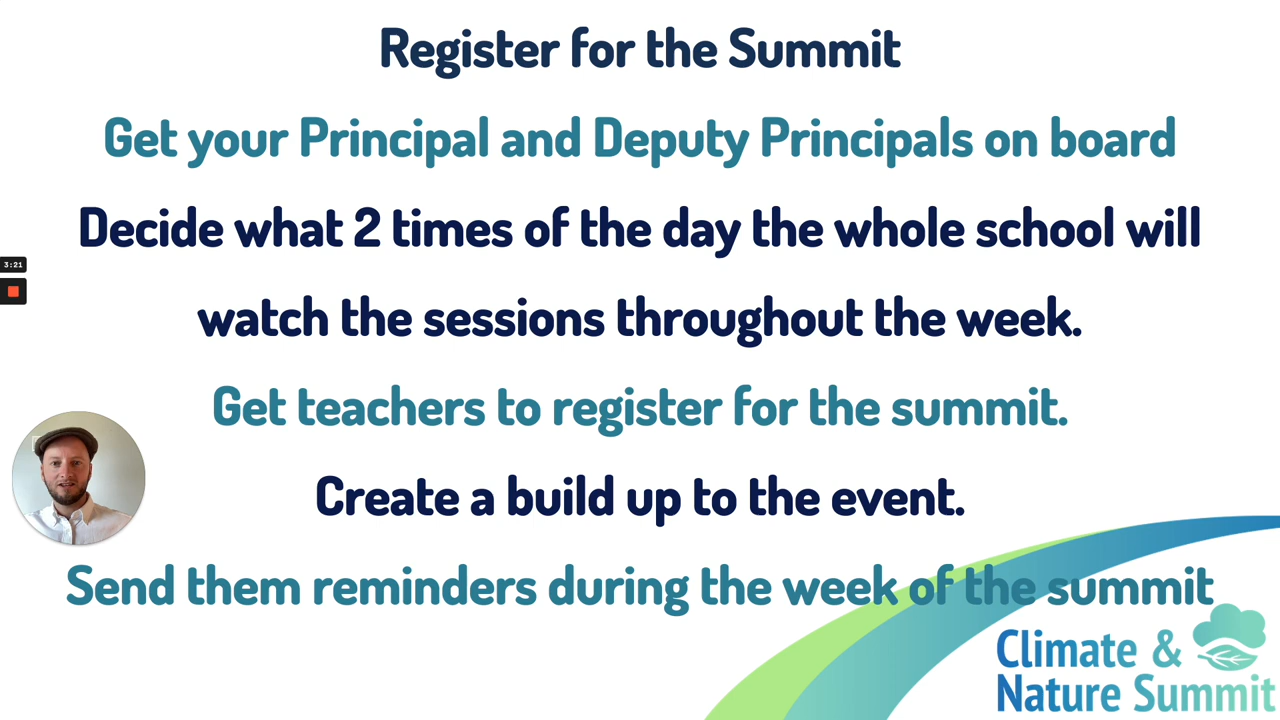 Register for the Summit
Get your Principal and Deputy Principals on board
Decide what 2 times of the day the whole school will
watch the sessions throughout the week.
3:21
Get teachers to register for the summit.
Create a build up to the event.
Send them reminders during the week of the summit
Climate &
Nature Summit